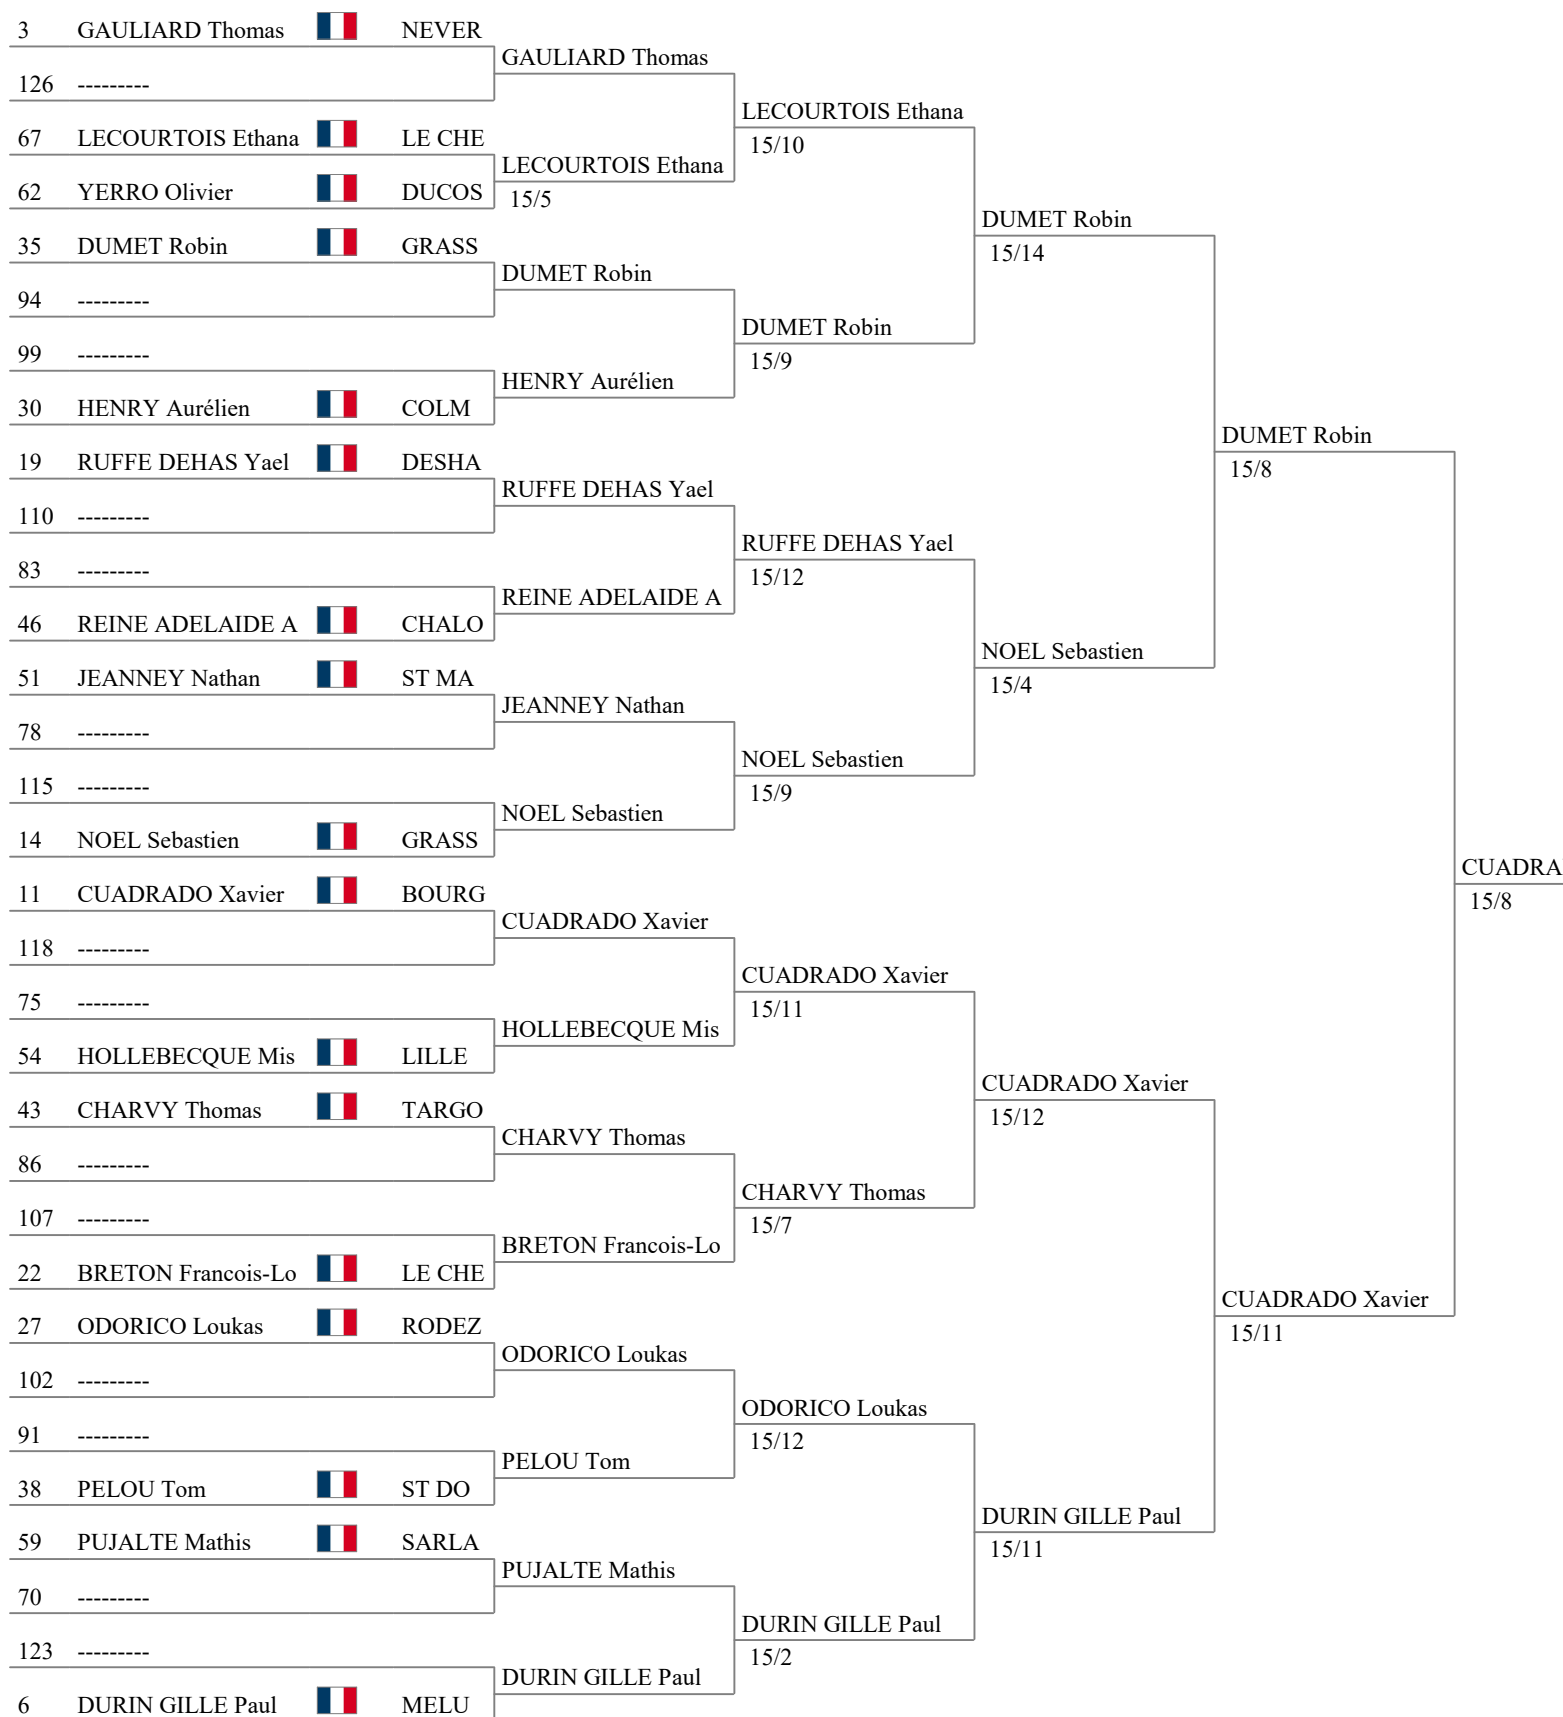 3 GAULIARD Thomas NEVER
126 ---------
67 LECOURTOIS Ethana LE CHE
62 YERRO Olivier DUCOS
35 DUMET Robin GRASS
94 ---------
99 ---------
30 HENRY Aurélien COLM
19 RUFFE DEHAS Yael DESHA
110 ---------
83 ---------
46 REINE ADELAIDE A CHALO
51 JEANNEY Nathan ST MA
78 ---------
115 ---------
14 NOEL Sebastien GRASS
11 CUADRADO Xavier BOURG
118 ---------
75 ---------
54 HOLLEBECQUE Mis LILLE
43 CHARVY Thomas TARGO
86 ---------
107 ---------
22 BRETON Francois-Lo LE CHE
27 ODORICO Loukas RODEZ
102 ---------
91 ---------
38 PELOU Tom ST DO
59 PUJALTE Mathis SARLA
70 ---------
123 ---------
6 DURIN GILLE Paul MELU
GAULIARD Thomas
LECOURTOIS Ethana
15/5
DUMET Robin
HENRY Aurélien
RUFFE DEHAS Yael
REINE ADELAIDE A
JEANNEY Nathan
NOEL Sebastien
CUADRADO Xavier
HOLLEBECQUE Mis
CHARVY Thomas
BRETON Francois-Lo
ODORICO Loukas
PELOU Tom
PUJALTE Mathis
DURIN GILLE Paul
LECOURTOIS Ethana
15/10
DUMET Robin
15/9
RUFFE DEHAS Yael
15/12
NOEL Sebastien
15/9
CUADRADO Xavier
15/11
CHARVY Thomas
15/7
ODORICO Loukas
15/12
DURIN GILLE Paul
15/2
DUMET Robin
15/14
NOEL Sebastien
15/4
CUADRADO Xavier
15/12
DURIN GILLE Paul
15/11
DUMET Robin
15/8
CUADRADO Xavier
15/11
CUADRA
15/8